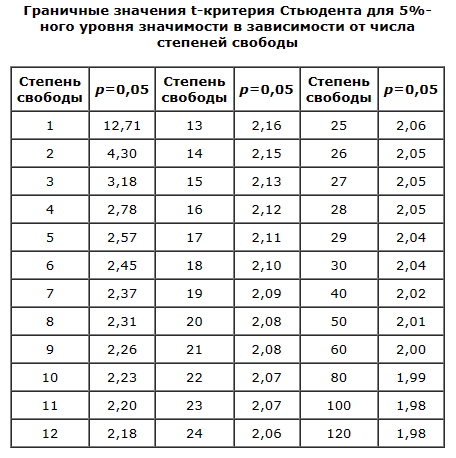 Граничные значения t-критерия Стьюдента для 5%-
ного уровня значимости в зависимости от числа
степеней свободы
Степень свободы p=0,05 Степень свободы p=0,05 Степень свободы p=0,05
1 12,71 13 2,16 25 2,06
2 4,30 14 2,15 26 2,05
3 3,18 15 2,13 27 2,05
4 2,78 16 2,12 28 2,05
5 2,57 17 2,11 29 2,04
6 2,45 18 2,10 30 2,04
7 2,37 19 2,09 40 2,02
8 2,31 20 2,08 50 2,01
9 2,26 21 2,08 60 2,00
10 2,23 22 2,07 80 1,99
11 2,20 23 2,07 100 1,98
12 2,18 24 2,06 120 1,98